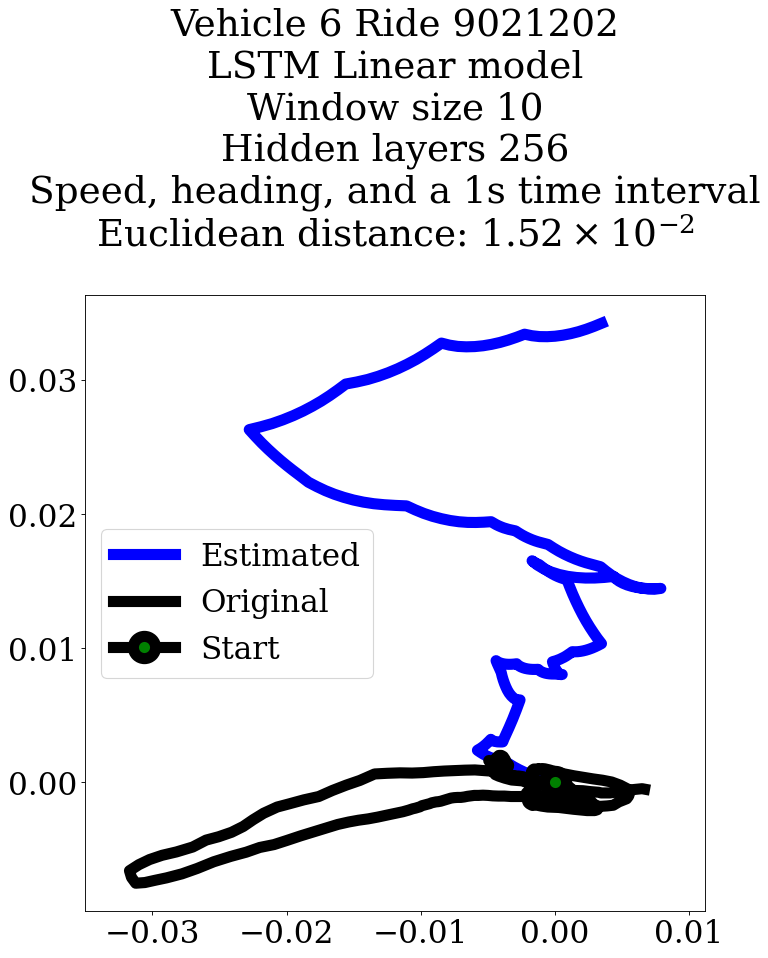 Vehicle 6 Ride 9021202
LSTM Linear model
Window size 10
Hidden layers 256
Speed, heading, and a 1s time interval
Euclidean distance: 1.52 × 10⁻²
0.03
0.02
0.01
0.00
Estimated
Original
Start
−0.03 −0.02 −0.01 0.00 0.01